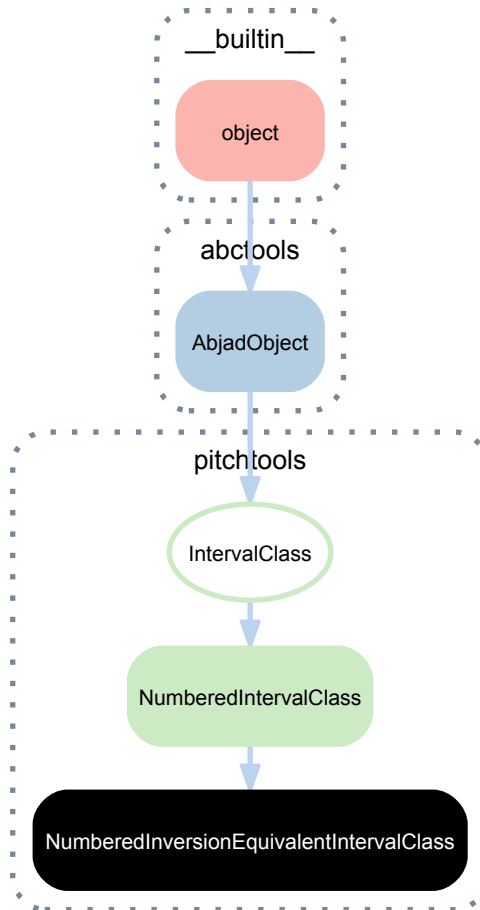 __builtin__
object
abctools
AbjadObject
pitchtools
IntervalClass
NumberedIntervalClass
NumberedInversionEquivalentIntervalClass